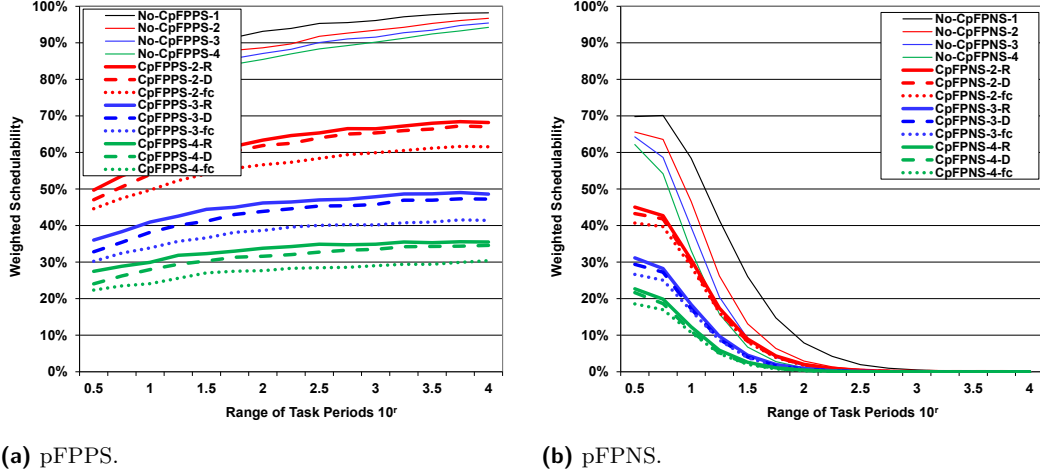 100%
90%
80%
70%
60%
50%
40%
30%
20%
10%
0%
Weighted Schedulability
No-CpFPPS-1
No-CpFPPS-2
No-CpFPPS-3
No-CpFPPS-4
CpFPPS-2-R
CpFPPS-2-D
CpFPPS-2-fc
CpFPPS-3-R
CpFPPS-3-D
CpFPPS-3-fc
CpFPPS-4-R
CpFPPS-4-D
CpFPPS-4-fc
0.5 1 1.5 2 2.5 3 3.5 4
Range of Task Periods 10^r
(a) pFPPS.
100%
90%
80%
70%
60%
50%
40%
30%
20%
10%
0%
Weighted Schedulability
No-CpFPNS-1
No-CpFPNS-2
No-CpFPNS-3
No-CpFPNS-4
CpFPNS-2-R
CpFPNS-2-D
CpFPNS-2-fc
CpFPNS-3-R
CpFPNS-3-D
CpFPNS-3-fc
CpFPNS-4-R
CpFPNS-4-D
CpFPNS-4-fc
0.5 1 1.5 2 2.5 3 3.5 4
Range of Task Periods 10^r
(b) pFPNS.